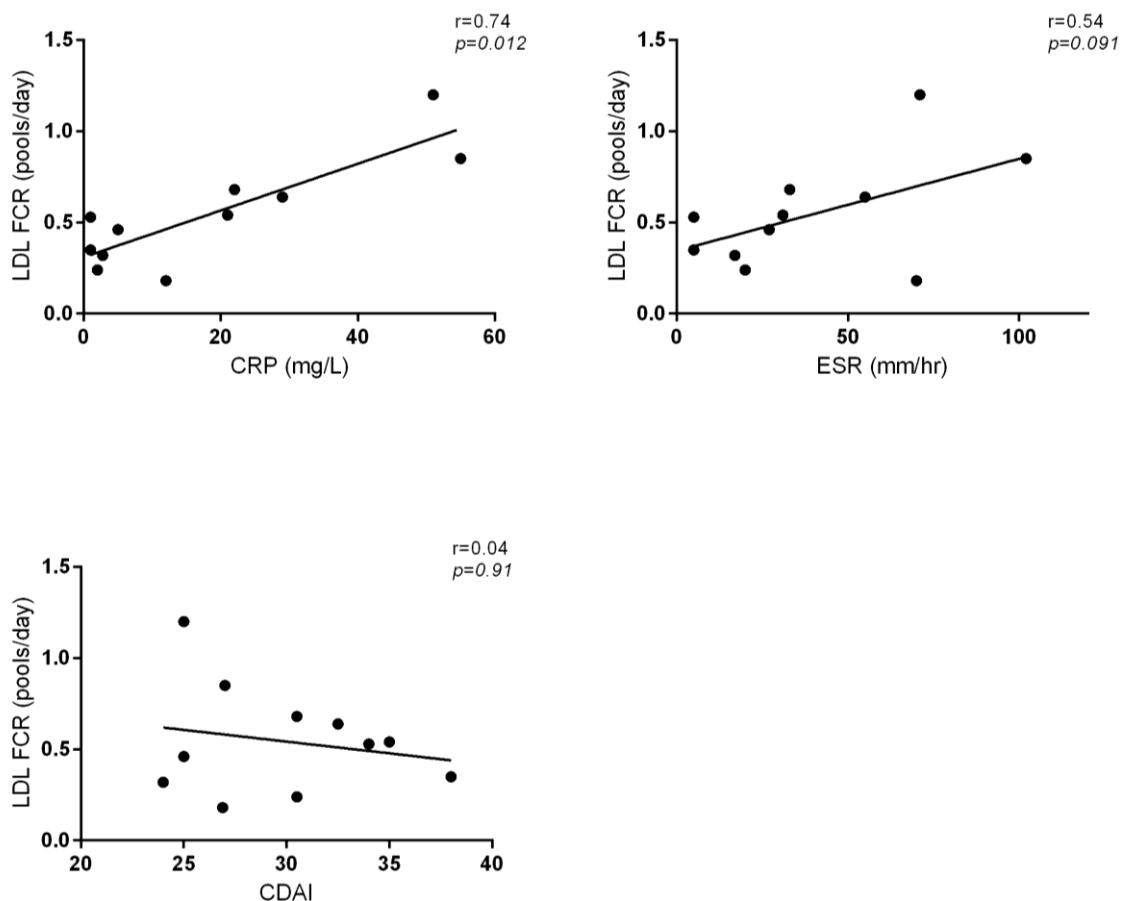 r=0.74
p=0.012
1.5
1.0
0.5
0.0
LDL FCR (pools/day)
0 20 40 60
CRP (mg/L)
r=0.54
p=0.091
1.5
1.0
0.5
0.0
LDL FCR (pools/day)
0 50 100
ESR (mm/hr)
r=0.04
p=0.91
1.5
1.0
0.5
0.0
LDL FCR (pools/day)
20 25 30 35 40
CDAI